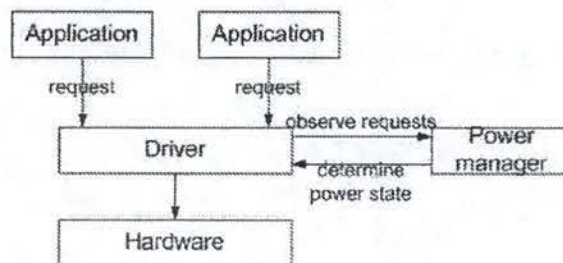 Application
Application
request
request
observe requests
Driver
Power
manager
determine
power state
Hardware